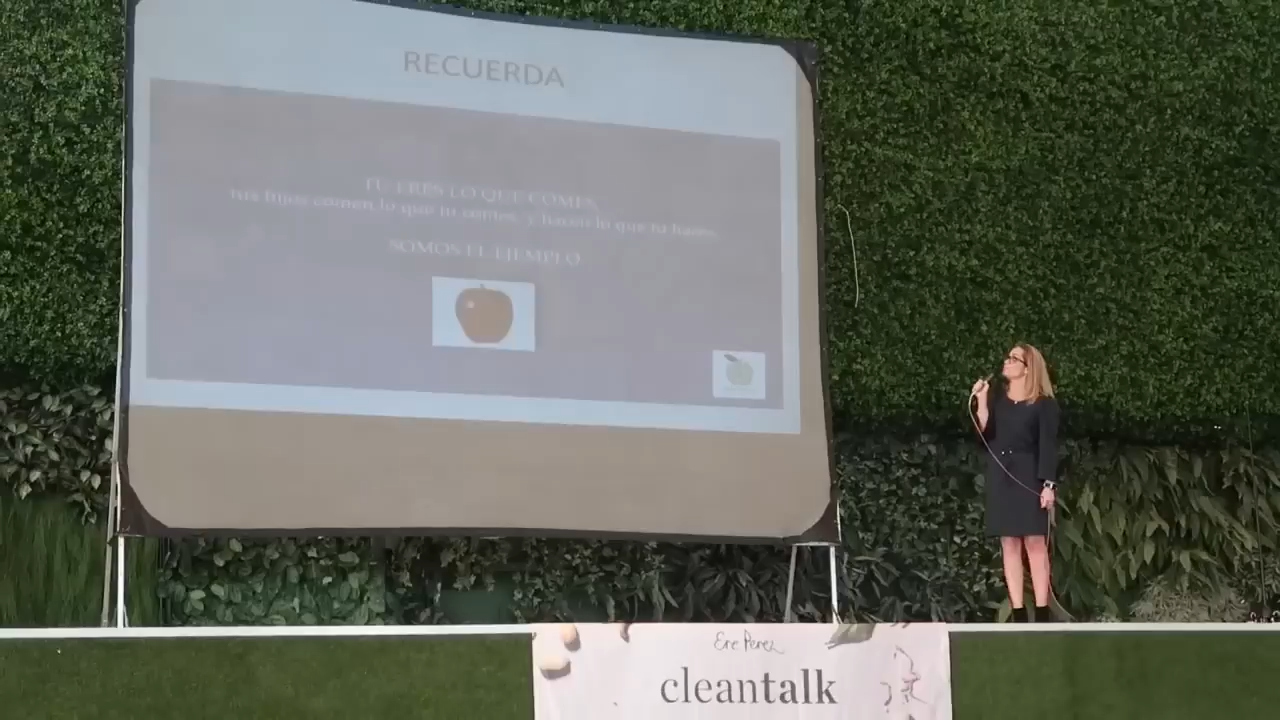 RECUERDA
TU ERES LO QUE COMES,
tus hijos comen lo que tu comes, y hacen lo que tu haces.
SOMOS EL EJEMPLO
Ere Perez
cleantalk